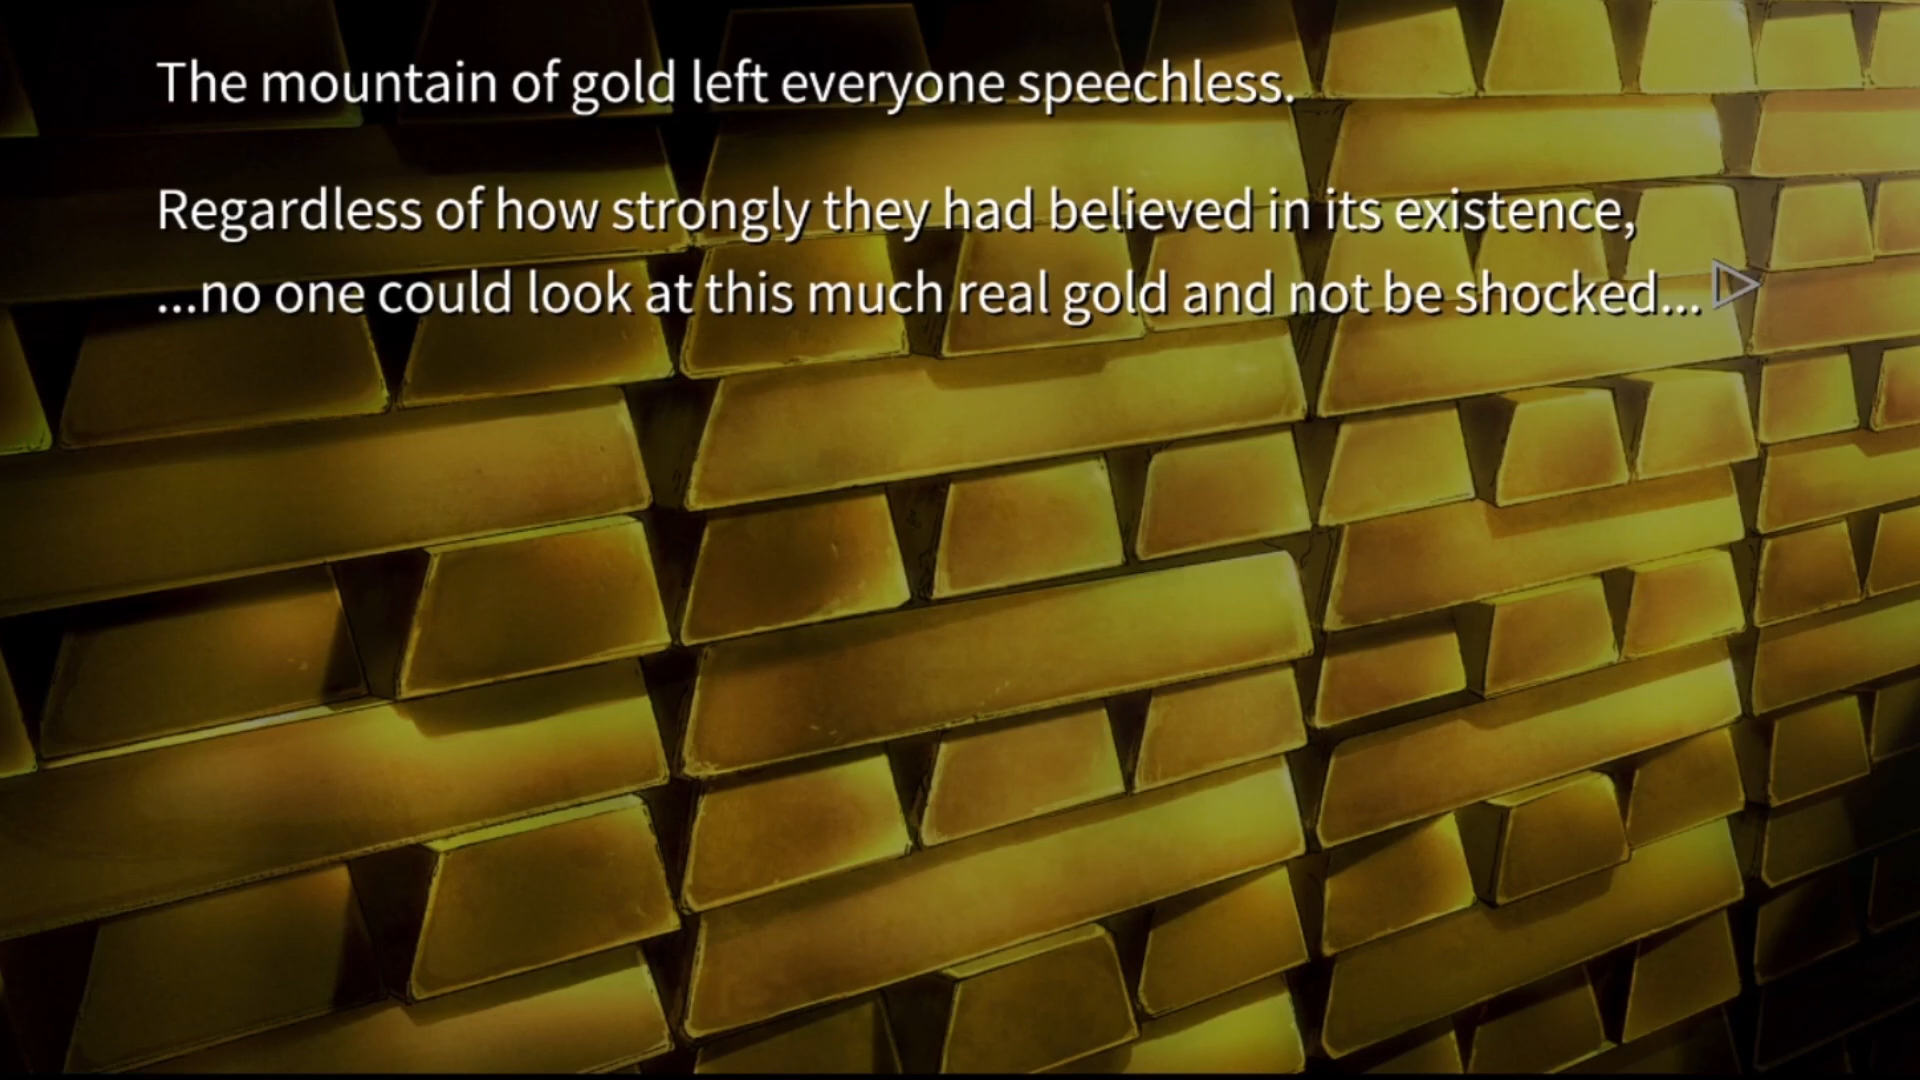 The mountain of gold left everyone speechless.
Regardless of how strongly they had believed in its existence,
...no one could look at this much real gold and not be shocked...